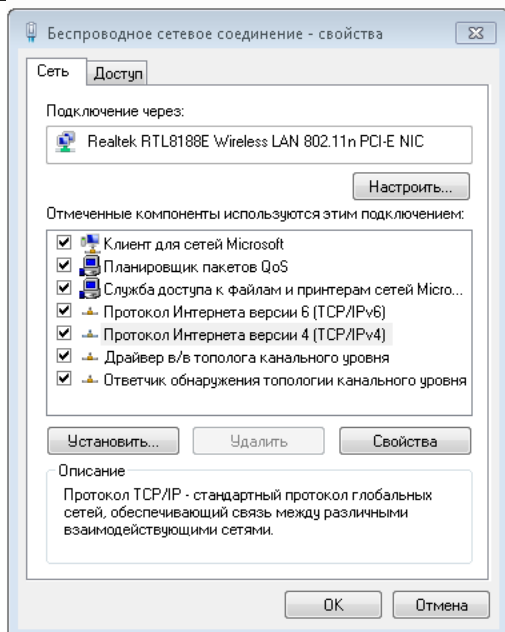 Беспроводное сетевое соединение - свойства
Сеть Доступ
Подключение через:
Realtek RTL8188E Wireless LAN 802.11n PCI-E NIC
Настроить...
Отмеченные компоненты используются этим подключением:
Клиент для сетей Microsoft
Планировщик пакетов QoS
Служба доступа к файлам и принтерам сетей Micro...
Протокол Интернета версии 6 (TCP/IPv6)
Протокол Интернета версии 4 (TCP/IPv4)
Драйвер в/в тополога канального уровня
Ответчик обнаружения топологии канального уровня
Установить... Удалить Свойства
Описание
Протокол TCP/IP - стандартный протокол глобальных
сетей, обеспечивающий связь между различными
взаимодействующими сетями.
OK Отмена